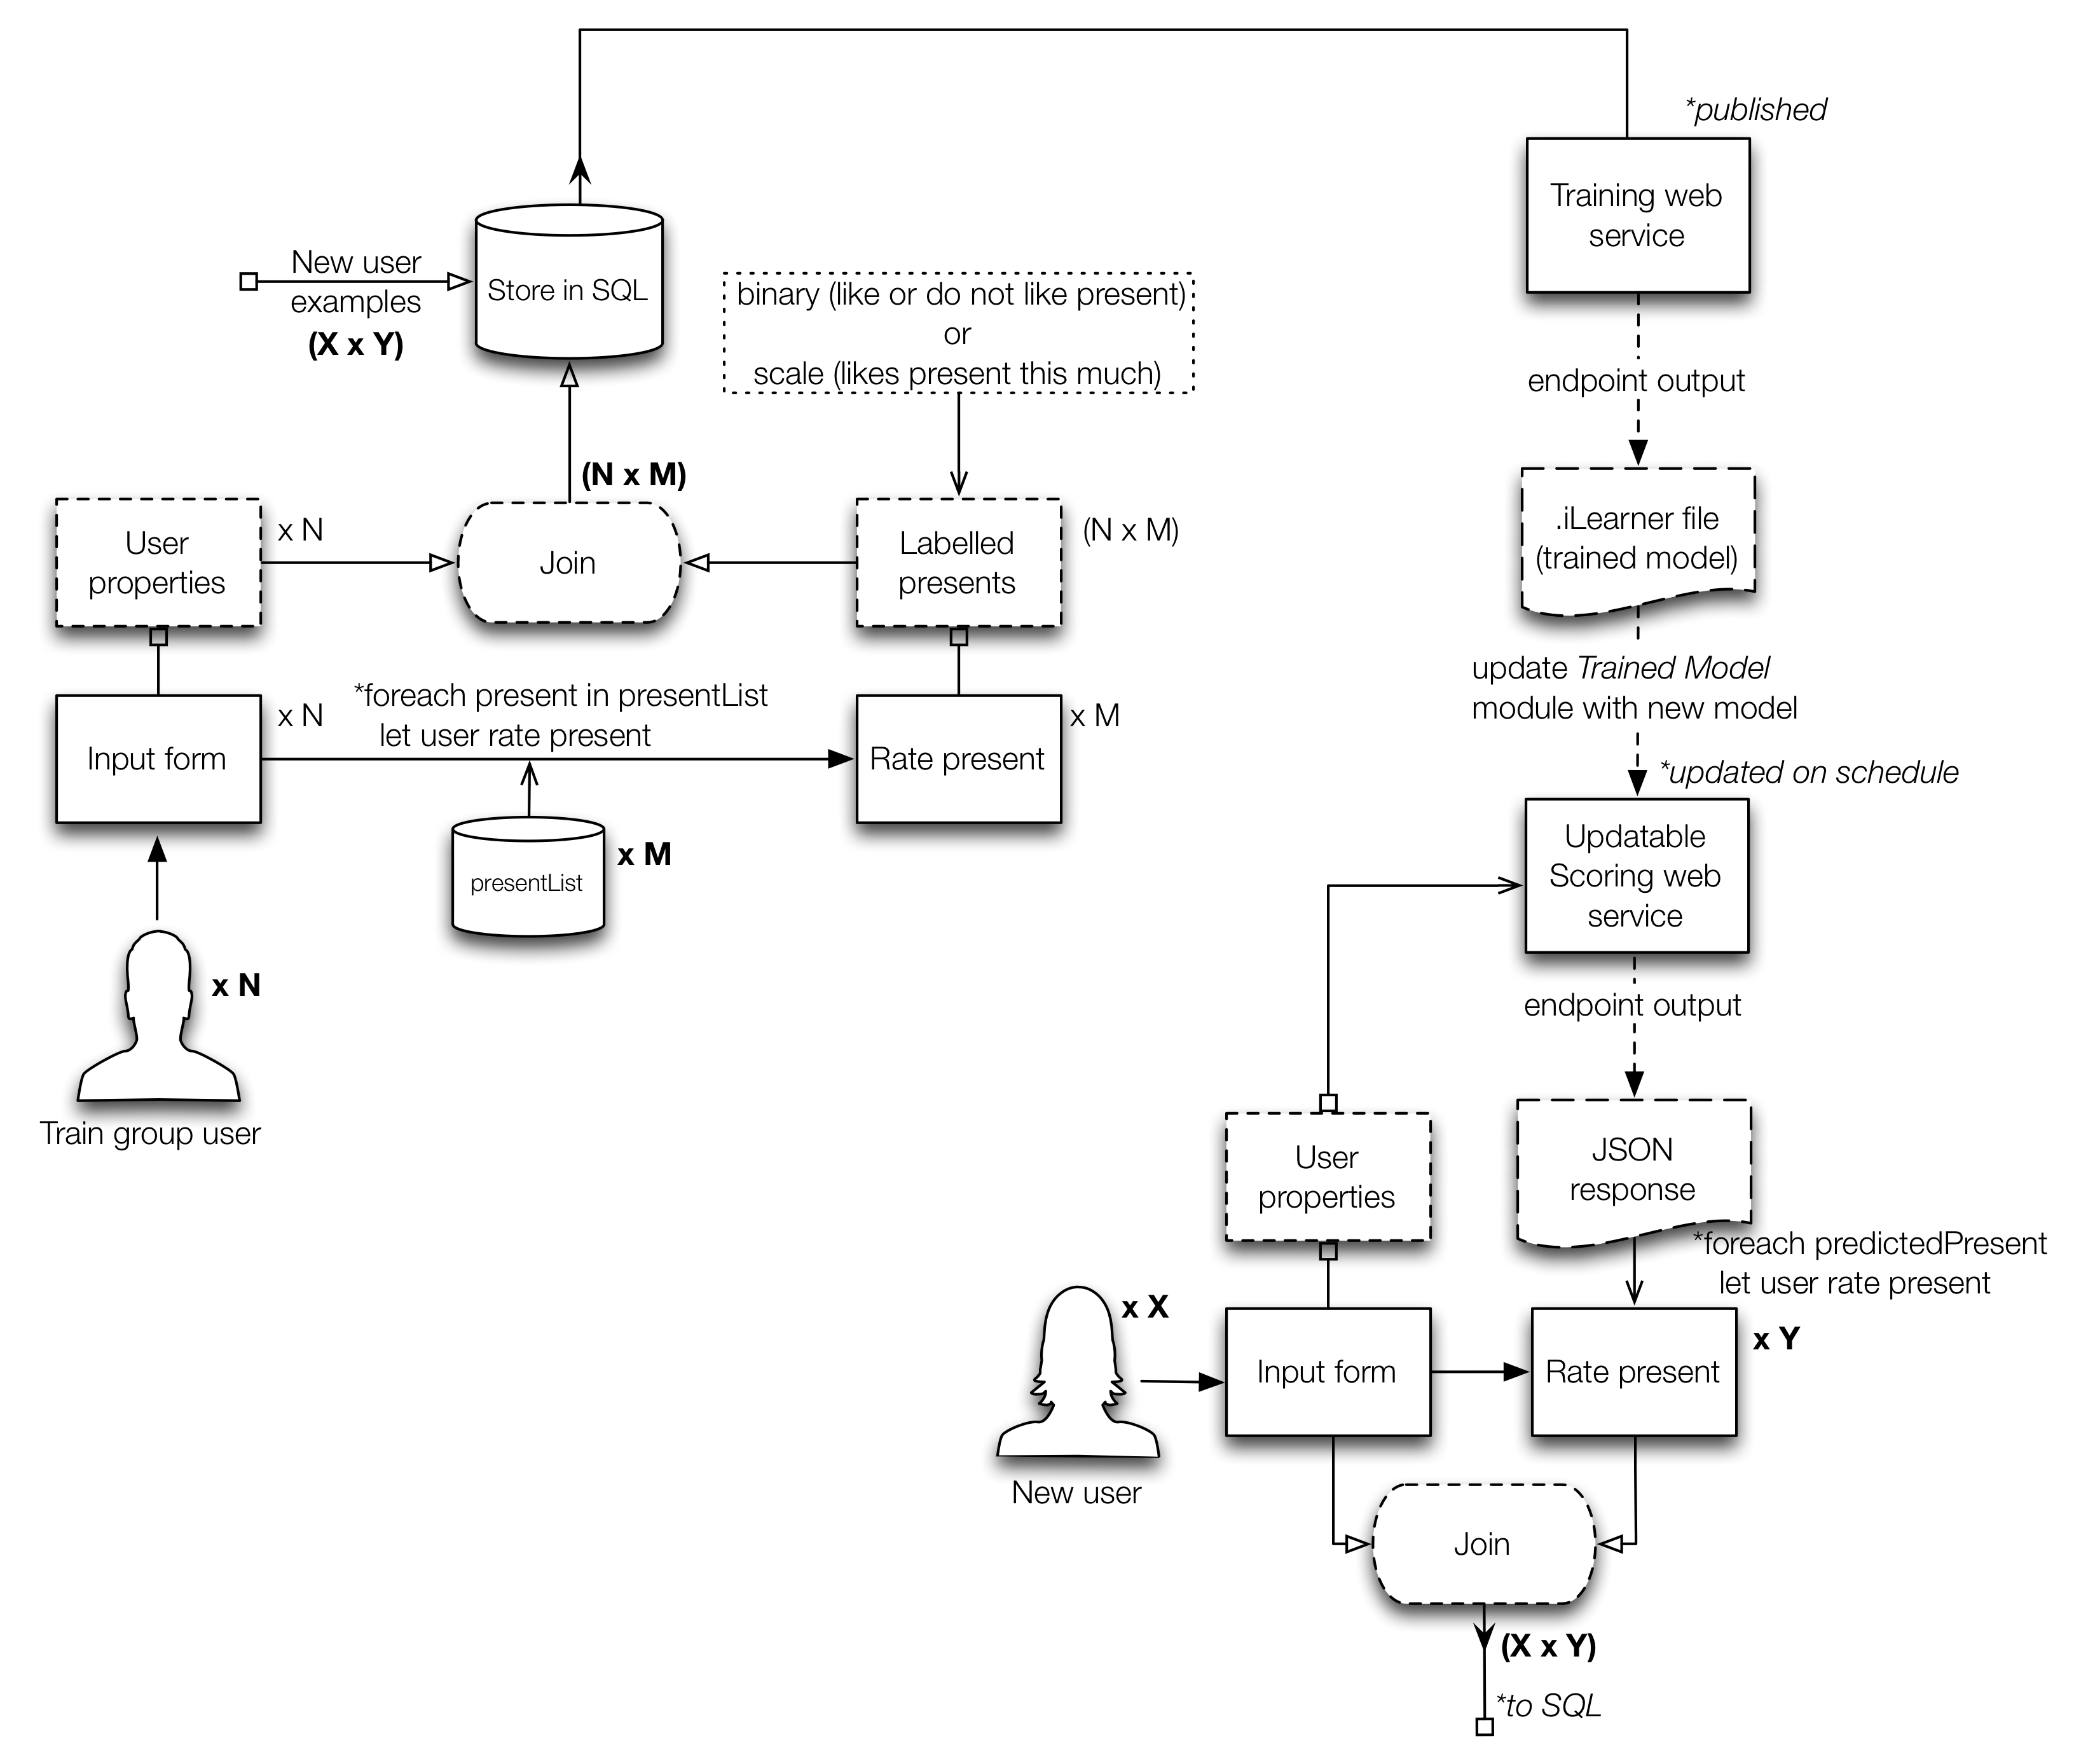 *published
Training web
service
New user
examples
(X x Y)
Store in SQL
binary (like or do not like present)
or
scale (likes present this much)
endpoint output
(N x M)
User
properties
x N
Join
Labelled
presents
(N x M)
.iLearner file
(trained model)
update Trained Model
module with new model
*foreach present in presentList
let user rate present
Input form
x N
Rate present
x M
*updated on schedule
presentList
x M
Updatable
Scoring web
service
x N
Train group user
endpoint output
User
properties
JSON
response
*foreach predictedPresent
let user rate present
x X
New user
Input form
Rate present
x Y
Join
(X x Y)
*to SQL